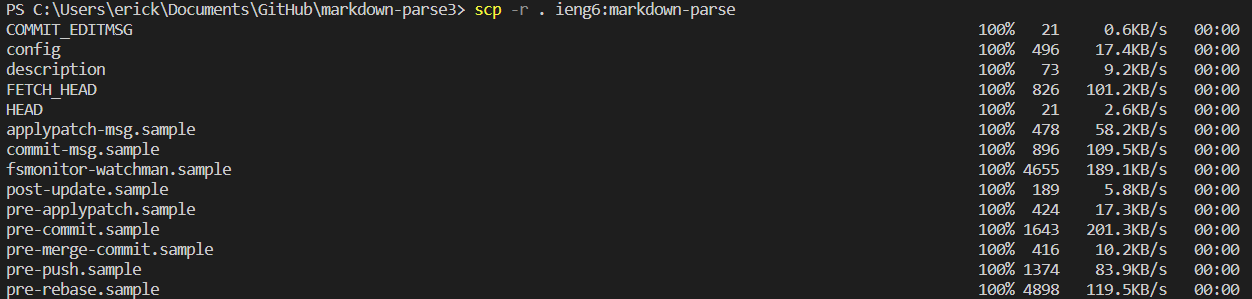 PS C:\Users\erick\Documents\GitHub\markdown-parse3> scp -r . ieng6:markdown-parse
COMMIT_EDITMSG 100% 21 0.6KB/s 00:00
config 100% 496 17.4KB/s 00:00
description 100% 73 9.2KB/s 00:00
FETCH_HEAD 100% 826 101.2KB/s 00:00
HEAD 100% 21 2.6KB/s 00:00
applypatch-msg.sample 100% 478 58.2KB/s 00:00
commit-msg.sample 100% 896 109.5KB/s 00:00
fsmonitor-watchman.sample 100% 4655 189.1KB/s 00:00
post-update.sample 100% 189 5.8KB/s 00:00
pre-applypatch.sample 100% 424 17.3KB/s 00:00
pre-commit.sample 100% 1643 201.3KB/s 00:00
pre-merge-commit.sample 100% 416 10.2KB/s 00:00
pre-push.sample 100% 1374 83.9KB/s 00:00
pre-rebase.sample 100% 4898 119.5KB/s 00:00